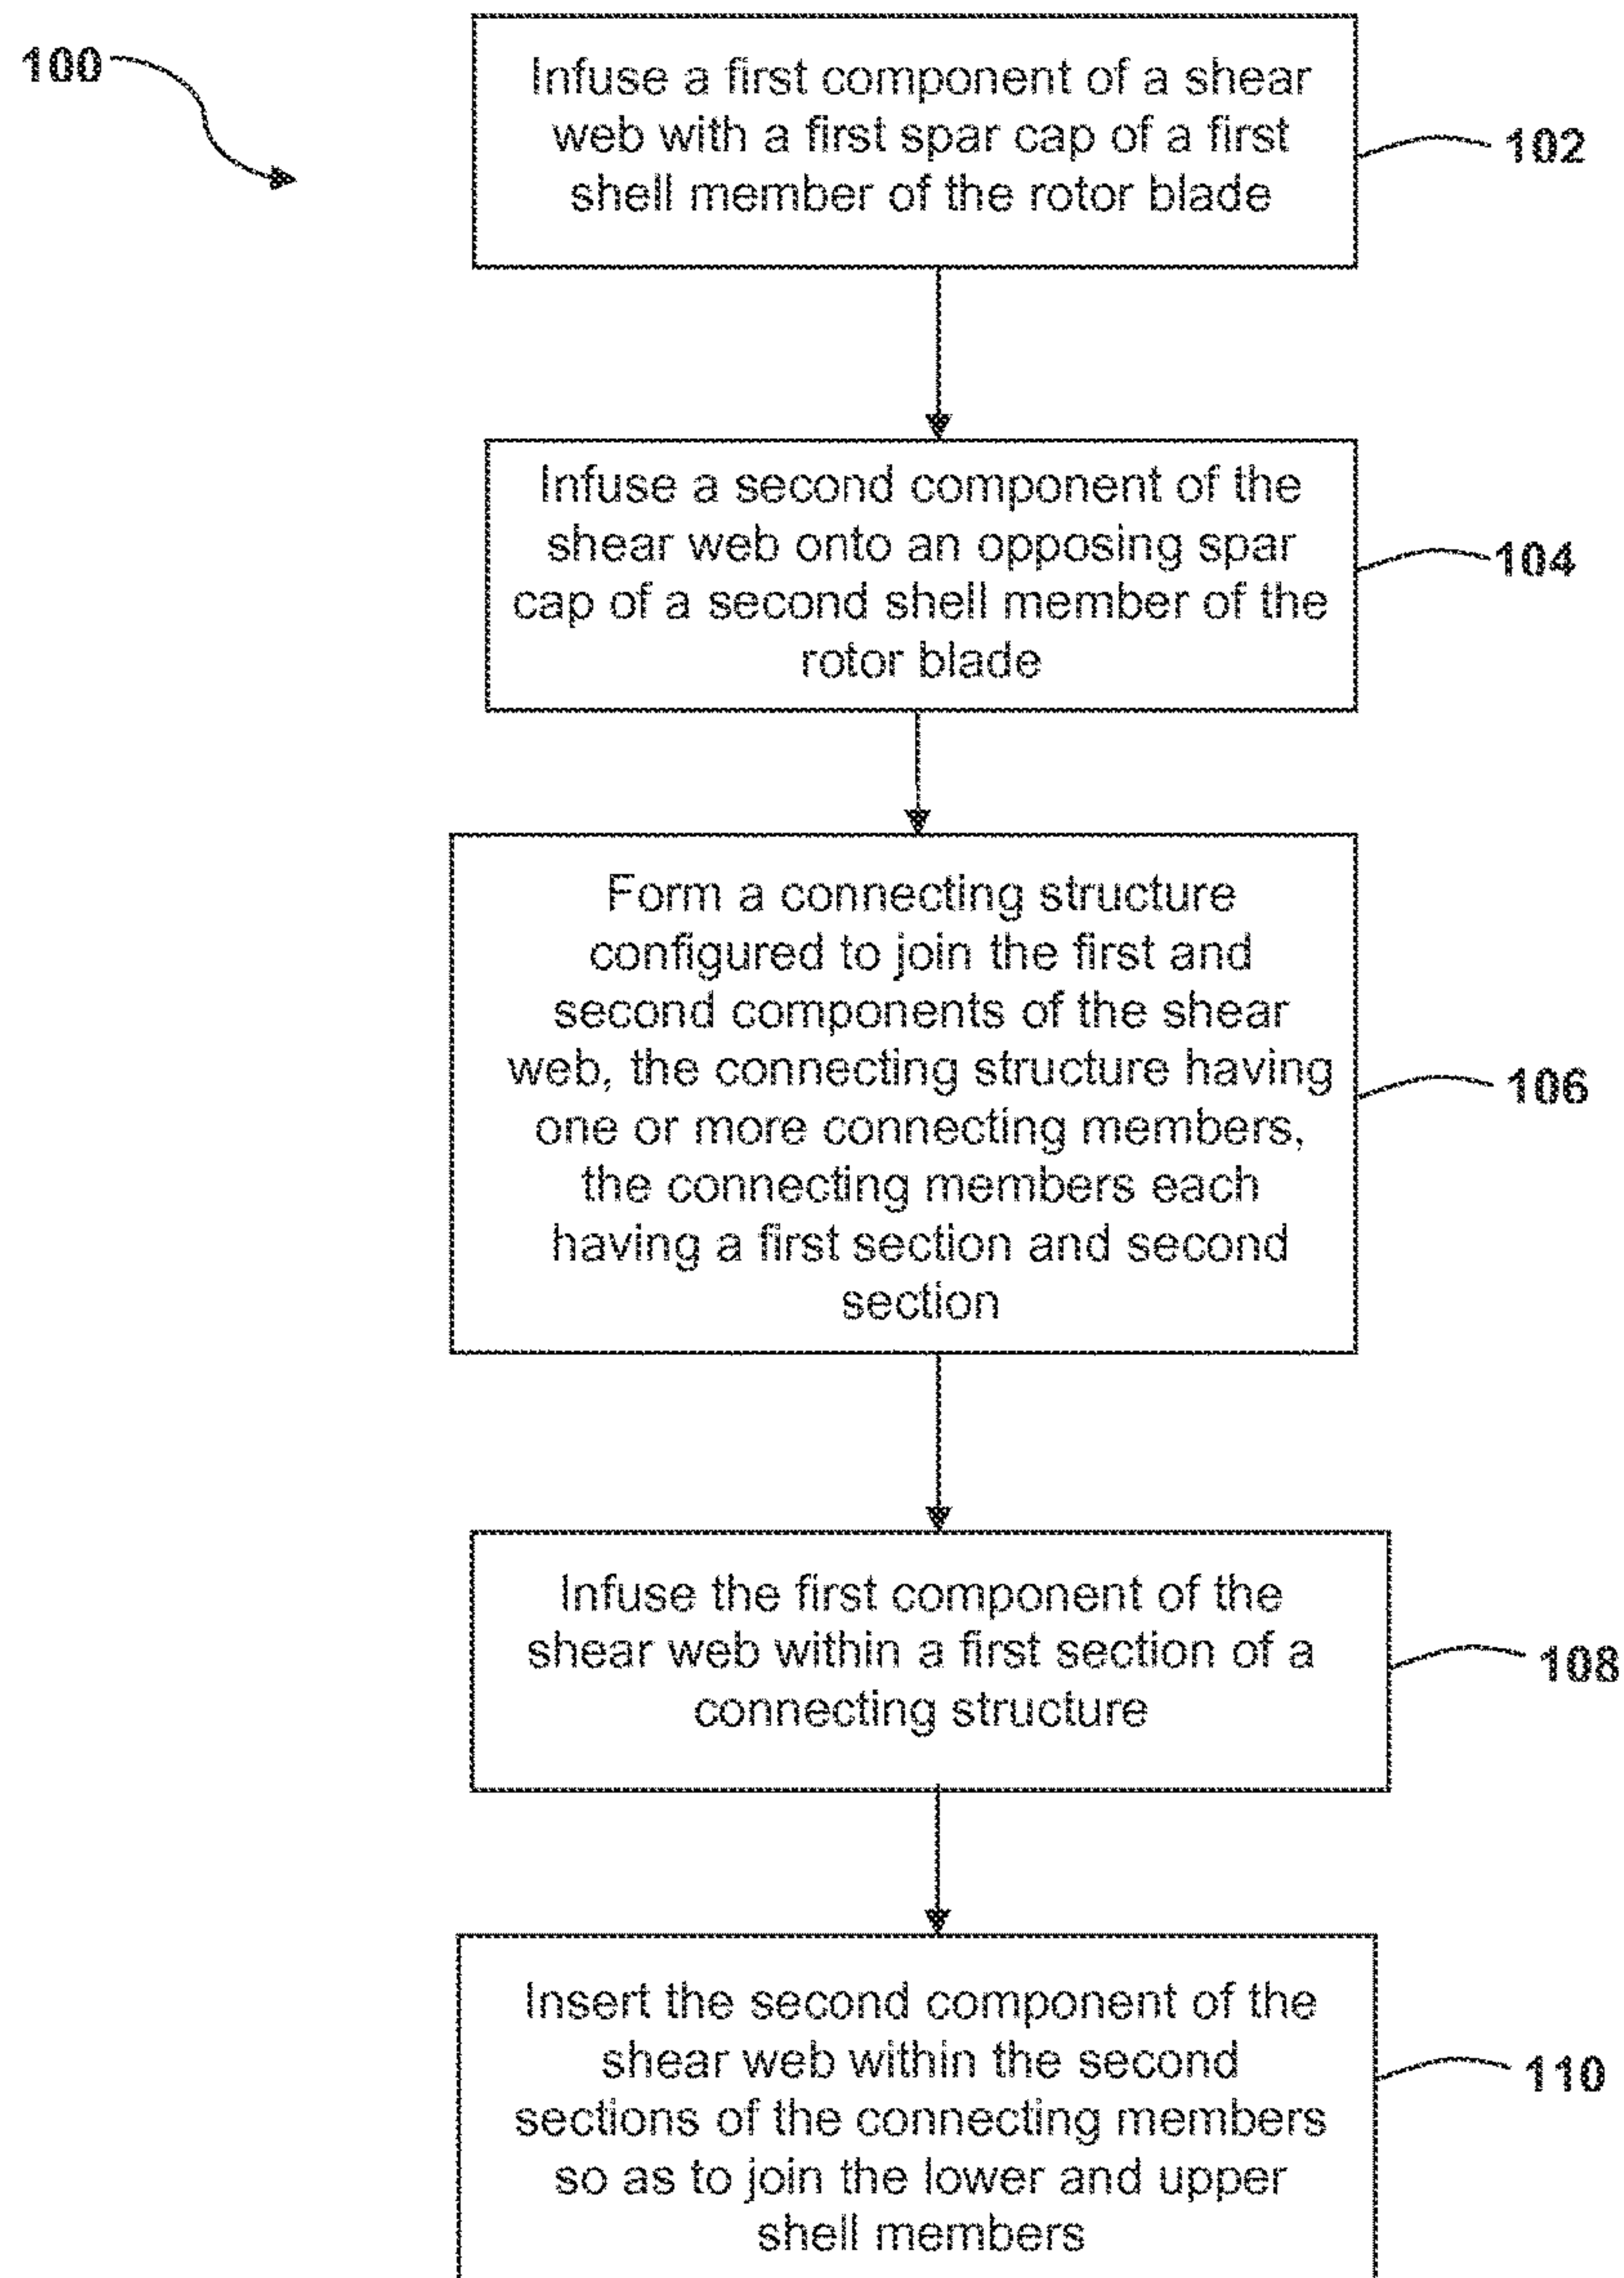 100
Infuse a first component of a shear
web with a first spar cap of a first
shell member of the rotor blade
102
Infuse a second component of the
shear web onto an opposing spar
cap of a second shell member of the
rotor blade
104
Form a connecting structure
configured to join the first and
second components of the shear
web, the connecting structure having
one or more connecting members,
the connecting members each
having a first section and second
section
106
Infuse the first component of the
shear web within a first section of a
connecting structure
108
Insert the second component of the
shear web within the second
sections of the connecting members
so as to join the lower and upper
shell members
110